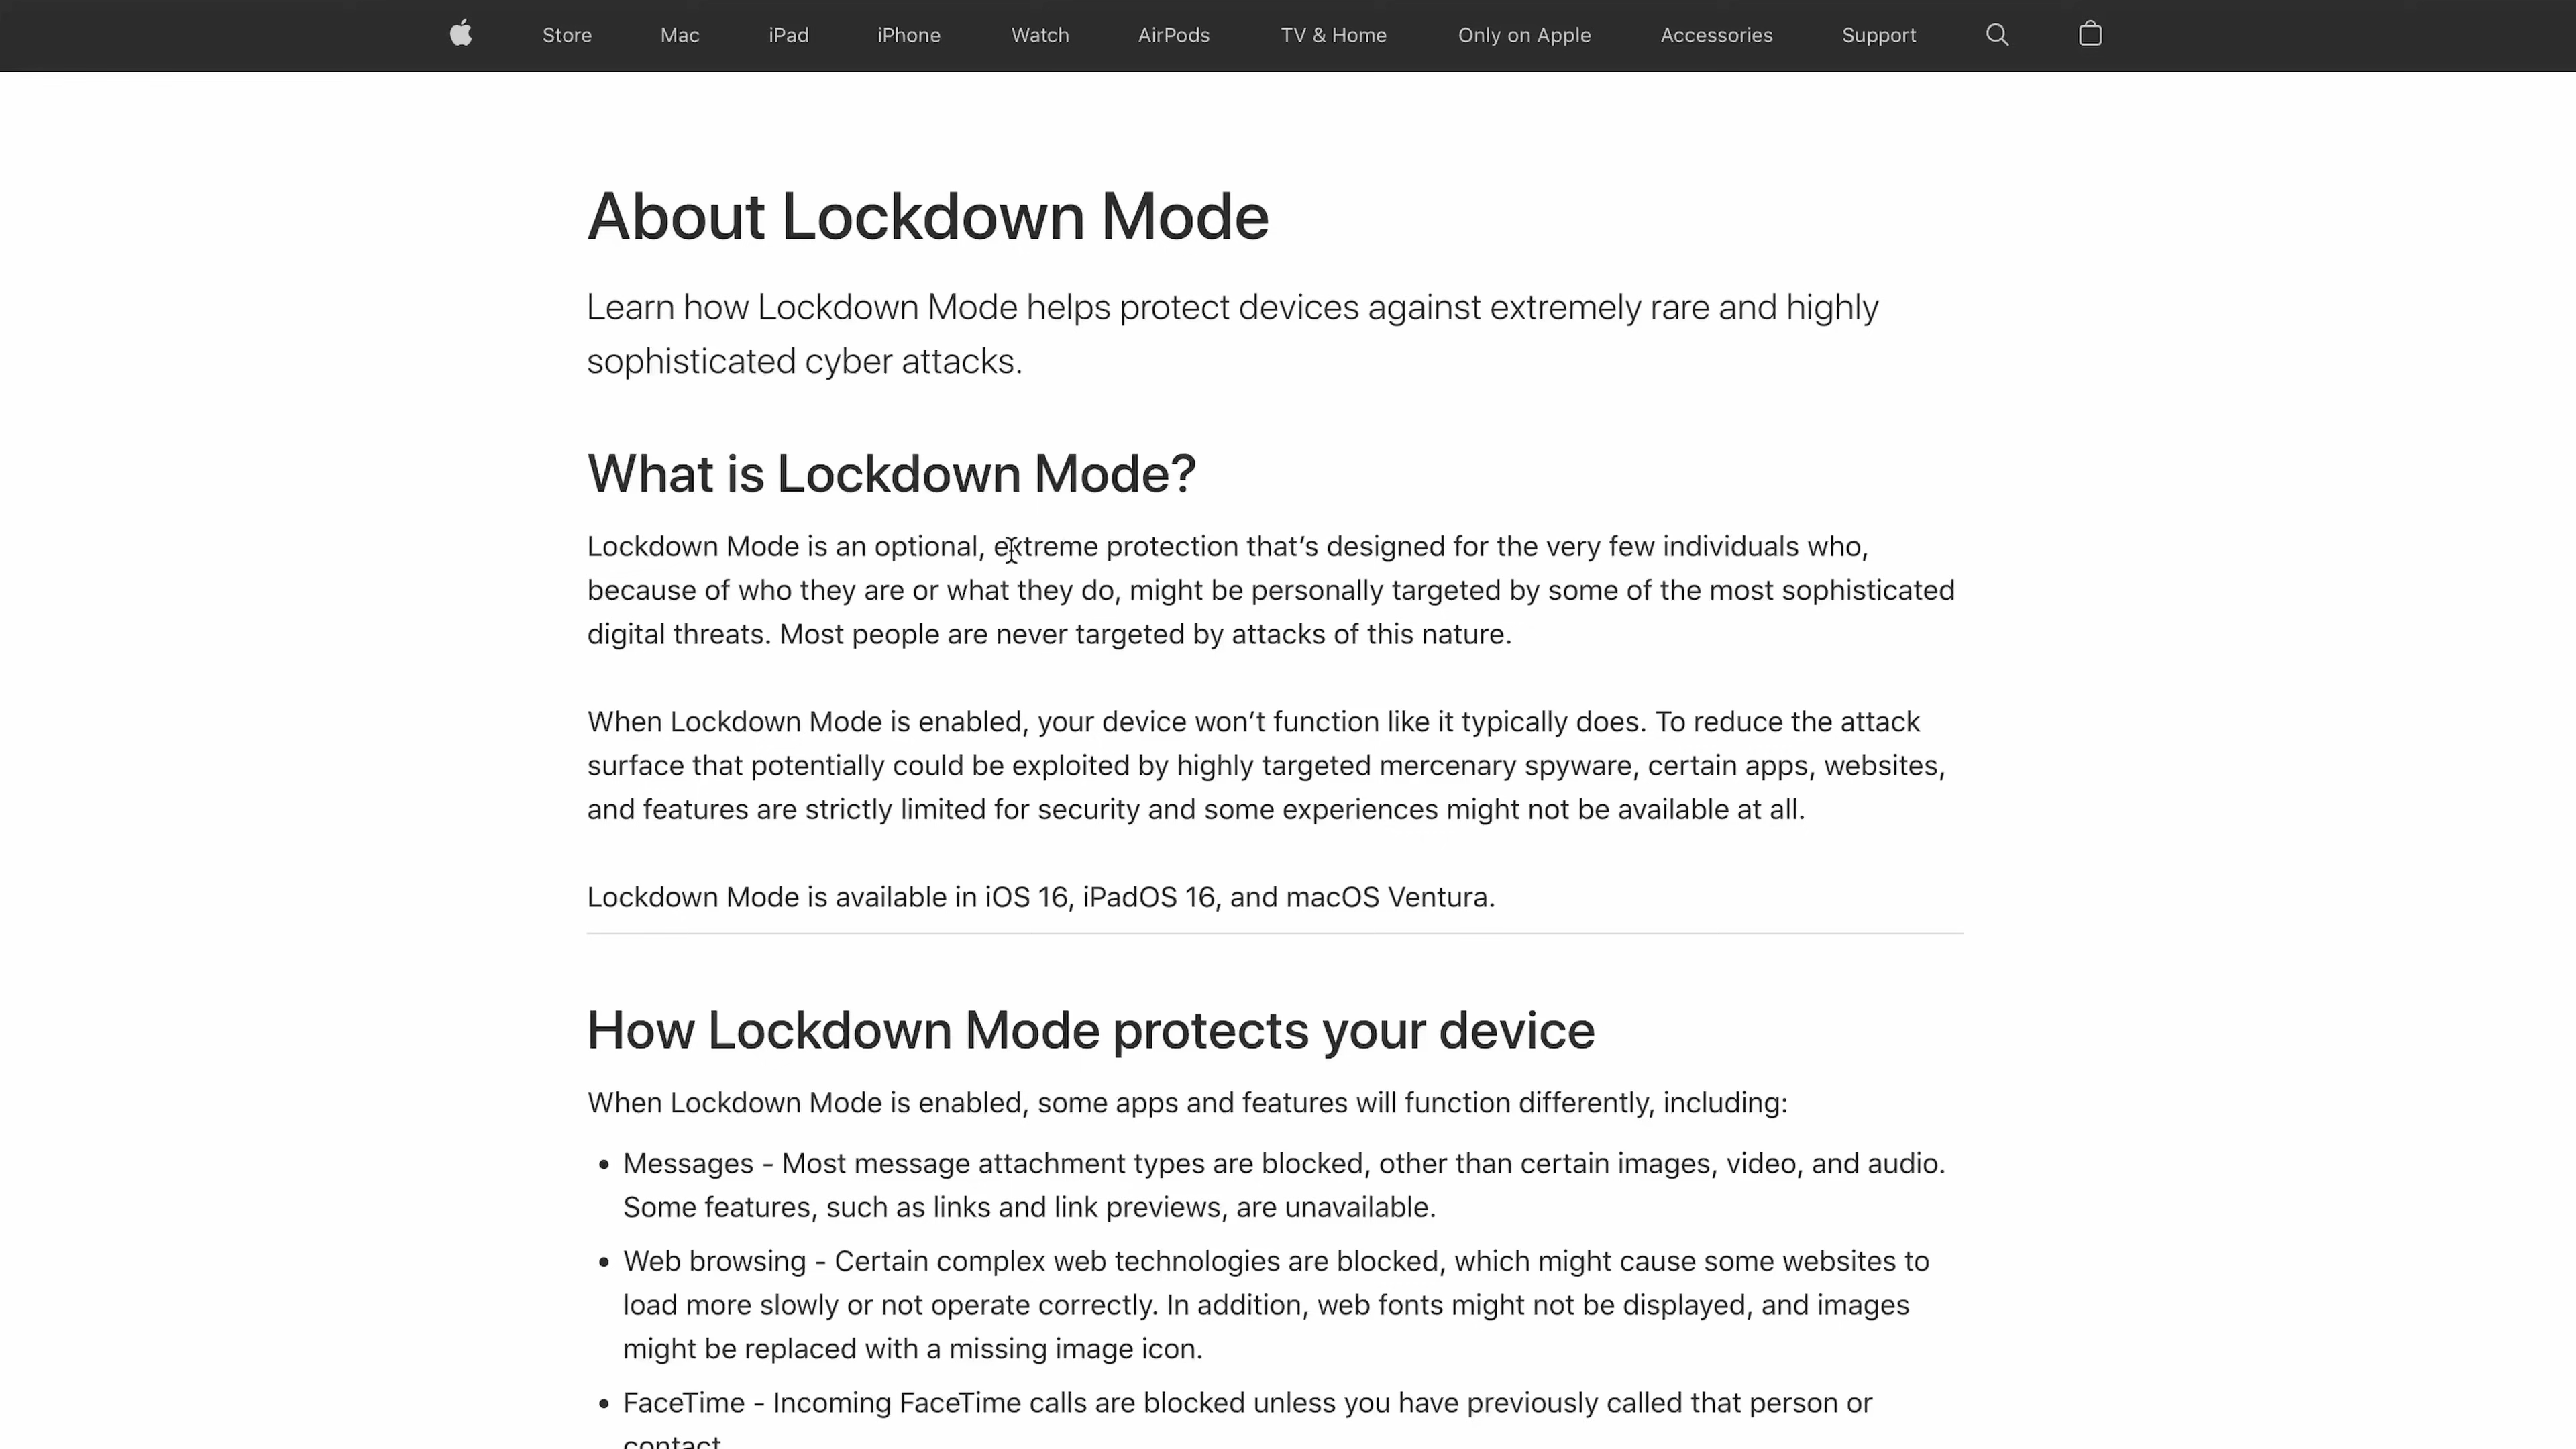 Store Mac iPad iPhone Watch AirPods TV & Home Only on Apple Accessories Support
About Lockdown Mode
Learn how Lockdown Mode helps protect devices against extremely rare and highly
sophisticated cyber attacks.
What is Lockdown Mode?
Lockdown Mode is an optional, extreme protection that’s designed for the very few individuals who,
because of who they are or what they do, might be personally targeted by some of the most sophisticated
digital threats. Most people are never targeted by attacks of this nature.
When Lockdown Mode is enabled, your device won’t function like it typically does. To reduce the attack
surface that potentially could be exploited by highly targeted mercenary spyware, certain apps, websites,
and features are strictly limited for security and some experiences might not be available at all.
Lockdown Mode is available in iOS 16, iPadOS 16, and macOS Ventura.
How Lockdown Mode protects your device
When Lockdown Mode is enabled, some apps and features will function differently, including:
• Messages - Most message attachment types are blocked, other than certain images, video, and audio.
Some features, such as links and link previews, are unavailable.
• Web browsing - Certain complex web technologies are blocked, which might cause some websites to
load more slowly or not operate correctly. In addition, web fonts might not be displayed, and images
might be replaced with a missing image icon.
• FaceTime - Incoming FaceTime calls are blocked unless you have previously called that person or
contact